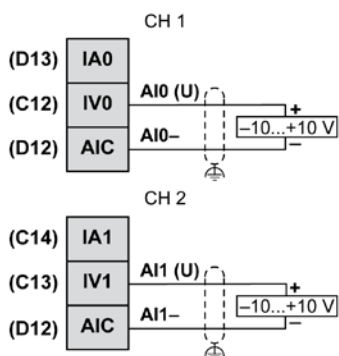 CH 1
(D13) IA0
(C12) IV0 AI0 (U) +
–10...+10 V
(D12) AIC AI0– –
CH 2
(C14) IA1
(C13) IV1 AI1 (U) +
–10...+10 V
(D12) AIC AI1– –